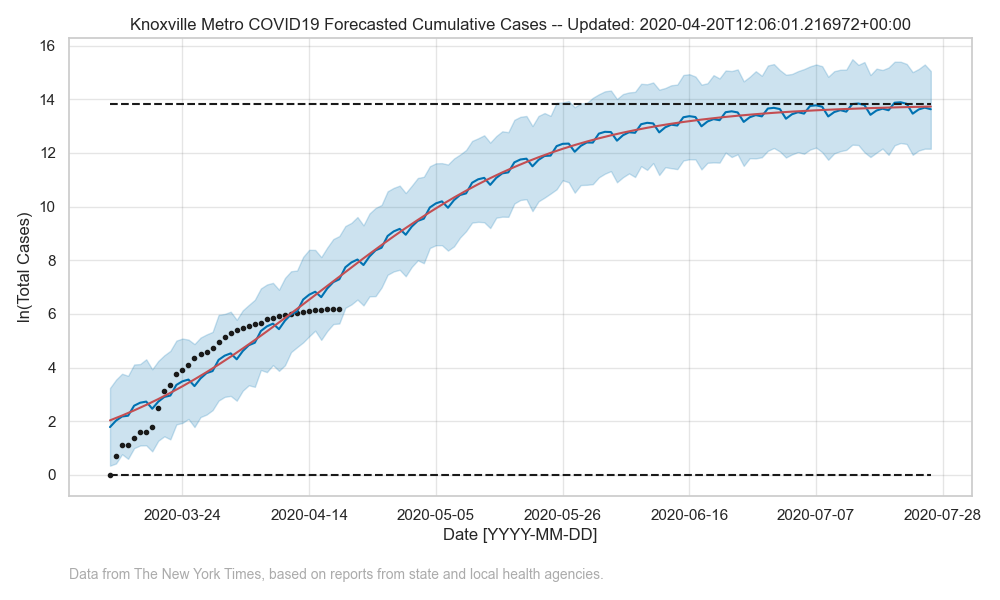 Knoxville Metro COVID19 Forecasted Cumulative Cases -- Updated: 2020-04-20T12:06:01.216972+00:00
16
14
12
10
8
6
4
2
0
ln(Total Cases)
2020-03-24 2020-04-14 2020-05-05 2020-05-26 2020-06-16 2020-07-07 2020-07-28
Date [YYYY-MM-DD]
Data from The New York Times, based on reports from state and local health agencies.